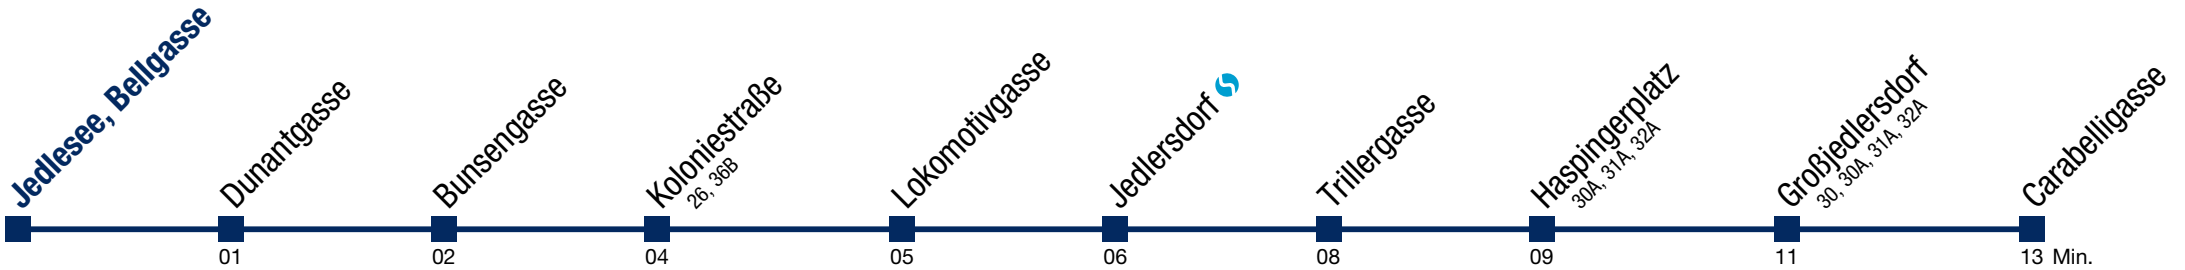 Jedlesee, Bellgasse
Dunantgasse
Bunsengasse
Koloniestraße
26, 36B
Lokomotivgasse
Jedlersdorf
Trillergasse
Haspingerplatz
30A, 31A, 32A
Großjedlersdorf
30, 30A, 31A, 32A
Carabelligasse
01 02 04 05 06 08 09 11 13 Min.